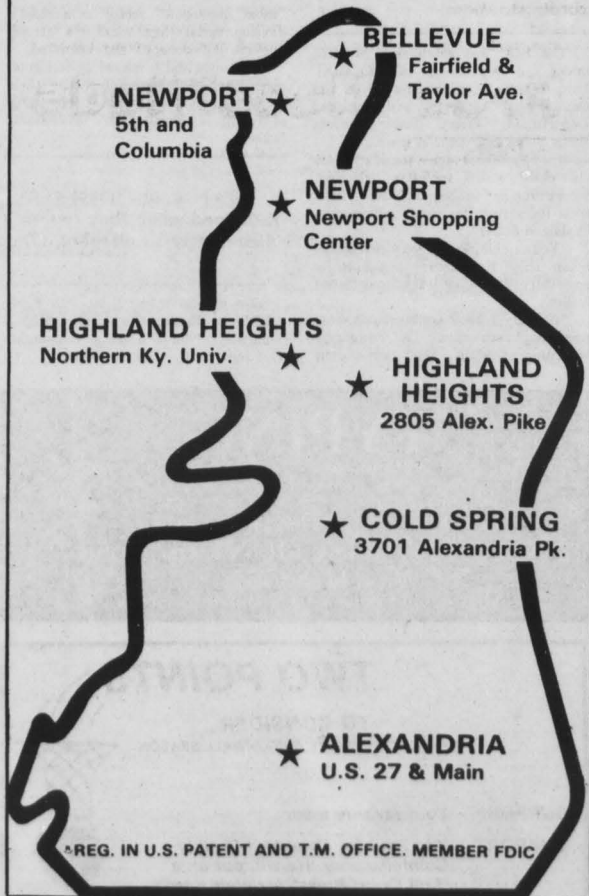 BELLEVUE
Fairfield &
Taylor Ave.
NEWPORT
5th and
Columbia
NEWPORT
Newport Shopping
Center
HIGHLAND HEIGHTS
Northern Ky. Univ.
HIGHLAND
HEIGHTS
2805 Alex. Pike
COLD SPRING
3701 Alexandria Pk.
ALEXANDRIA
U.S. 27 & Main
REG. IN U.S. PATENT AND T.M. OFFICE. MEMBER FDIC